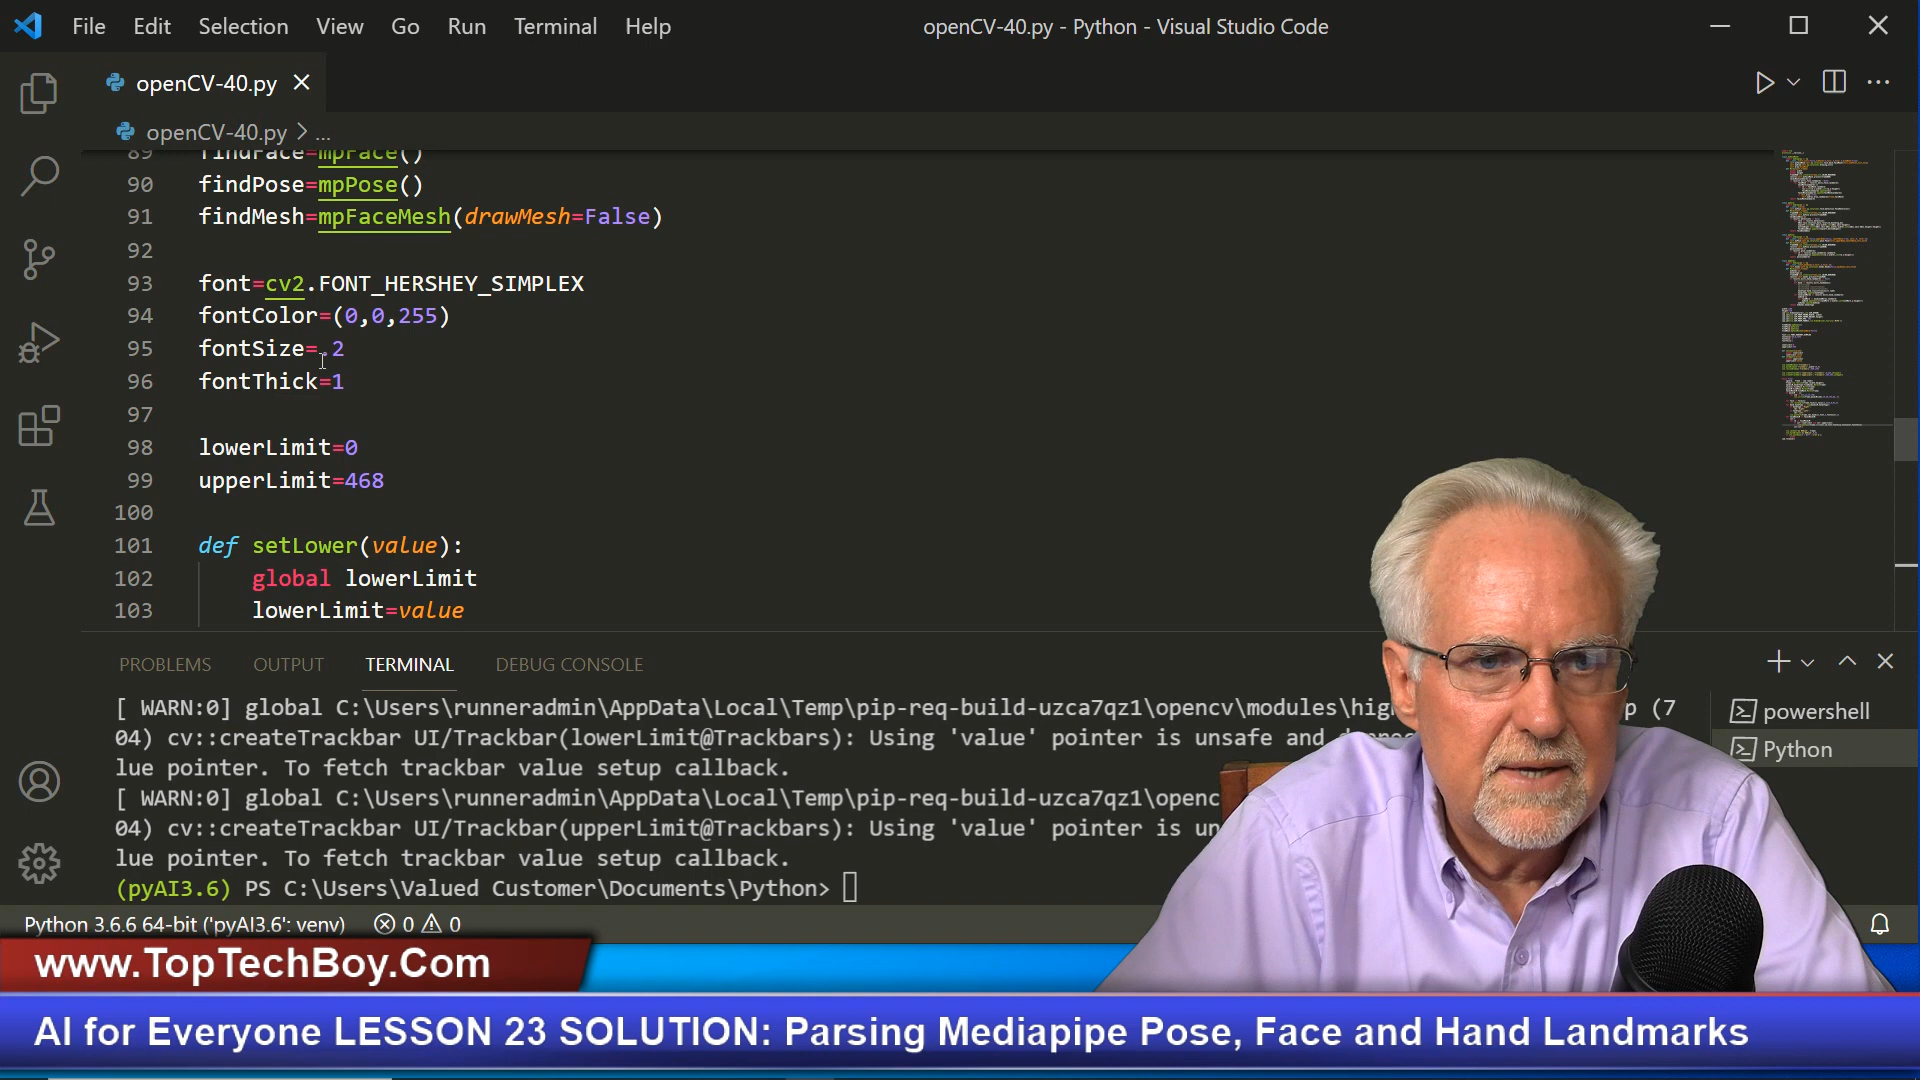 File Edit Selection View Go Run Terminal Help openCV-40.py - Python - Visual Studio Code
openCV-40.py
openCV-40.py > ...
89 findFace=mpFace()
90 findPose=mpPose()
91 findMesh=mpFaceMesh(drawMesh=False)
92
93 font=cv2.FONT_HERSHEY_SIMPLEX
94 fontColor=(0,0,255)
95 fontSize=.2
96 fontThick=1
97
98 lowerLimit=0
99 upperLimit=468
100
101 def setLower(value):
102 global lowerLimit
103 lowerLimit=value
PROBLEMS OUTPUT TERMINAL DEBUG CONSOLE
[ WARN:0] global C:\Users\runneradmin\AppData\Local\Temp\pip-req-build-uzca7qz1\opencv\modules\hig p (7
04) cv::createTrackbar UI/Trackbar(lowerLimit@Trackbars): Using 'value' pointer is unsafe and
lue pointer. To fetch trackbar value setup callback.
[ WARN:0] global C:\Users\runneradmin\AppData\Local\Temp\pip-req-build-uzca7qz1\openc
04) cv::createTrackbar UI/Trackbar(upperLimit@Trackbars): Using 'value' pointer is un
lue pointer. To fetch trackbar value setup callback.
(pyAI3.6) PS C:\Users\Valued Customer\Documents\Python>
powershell
Python
Python 3.6.6 64-bit ('pyAI3.6': venv) 0 0
www.TopTechBoy.Com
AI for Everyone LESSON 23 SOLUTION: Parsing Mediapipe Pose, Face and Hand Landmarks